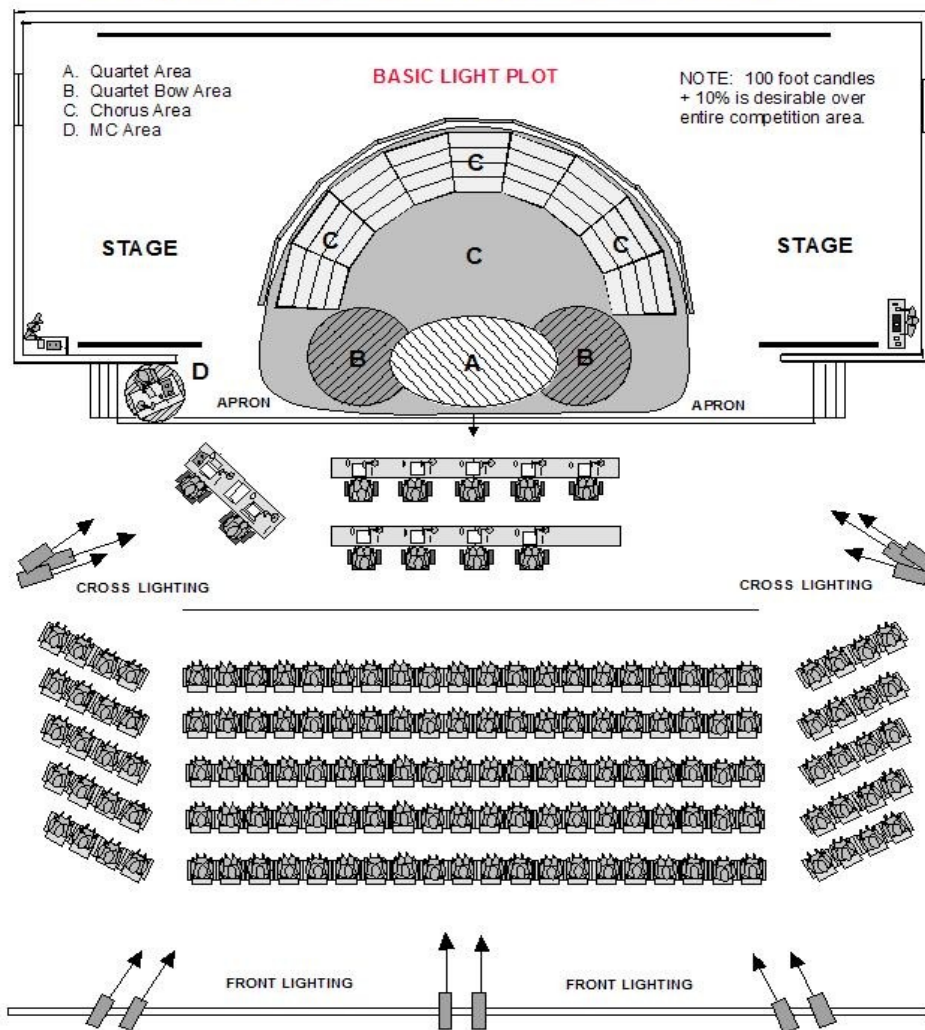 A. Quartet Area
B. Quartet Bow Area
C. Chorus Area
D. MC Area
BASIC LIGHT PLOT
NOTE: 100 foot candles
+ 10% is desirable over
entire competition area.
C
C
C
C
STAGE
STAGE
B
A
B
D
APRON
APRON
CROSS LIGHTING
CROSS LIGHTING
FRONT LIGHTING
FRONT LIGHTING